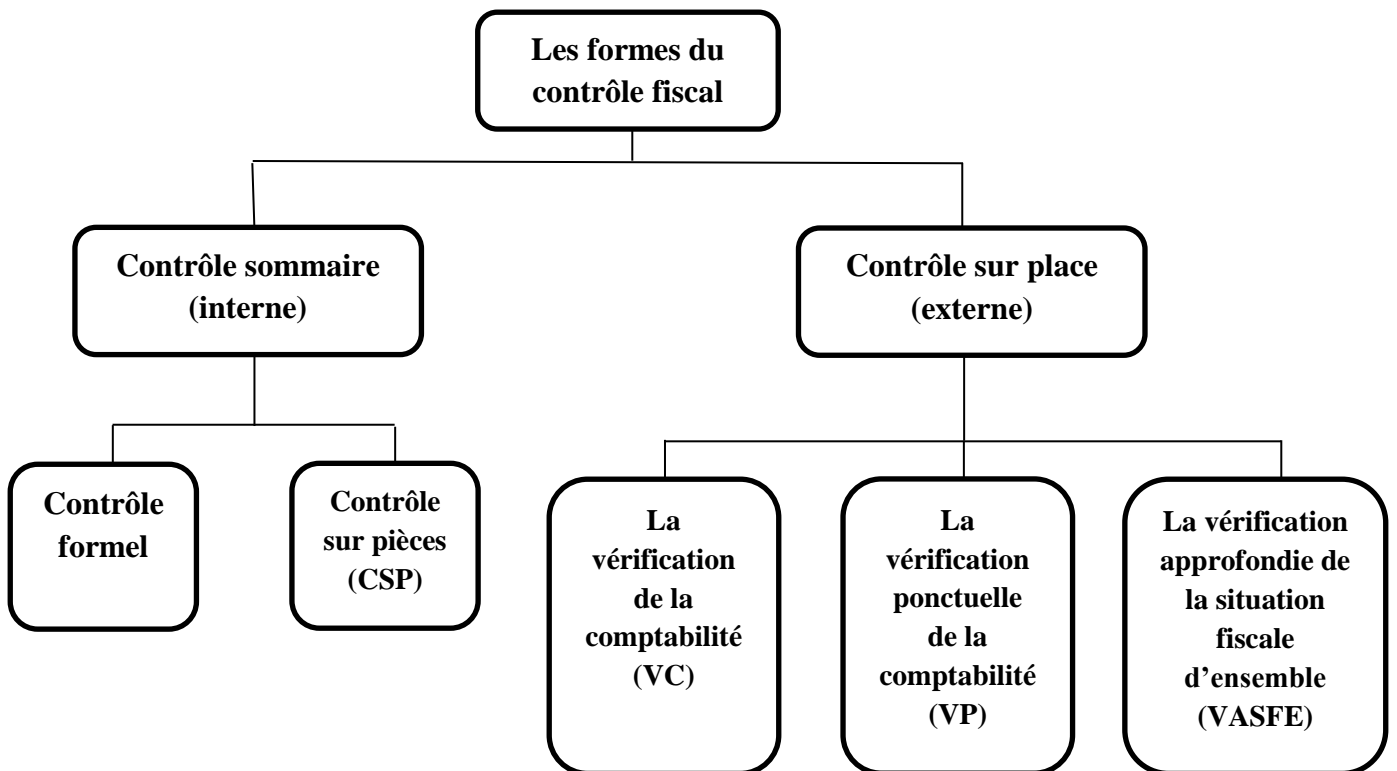 Les formes du
contrôle fiscal
Contrôle sommaire
(interne)
Contrôle sur place
(externe)
Contrôle
formel
Contrôle
sur pièces
(CSP)
La
vérification
de la
comptabilité
(VC)
La
vérification
ponctuelle
de la
comptabilité
(VP)
La vérification
approfondie de
la situation
fiscale
d’ensemble
(VASFE)